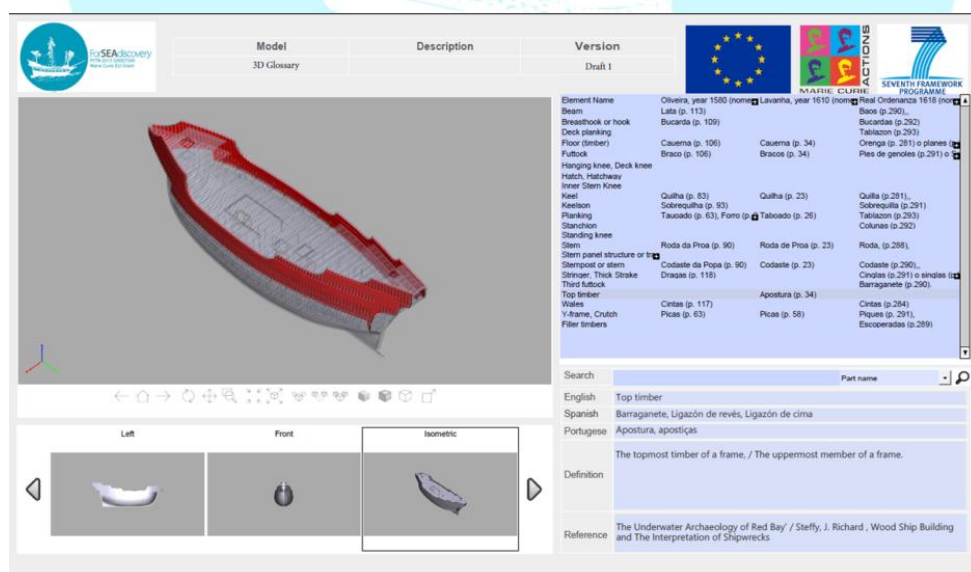 ForSEAdiscovery
Marie Curie EU Grant
Model Description Version
3D Glossary Draft 1
MARIE CURIE
ACTIONS
SEVENTH FRAMEWORK
PROGRAMME
Element Name Oliveira, year 1580 (nome Lavanha, year 1610 (nome Real Ordenanza 1618 (nom
Beam Lata (p. 113) Baos (p.290),,
Breasthook or hook Bucarda (p. 109) Bucardas (p.292)
Deck planking Tablazon (p.293)
Floor (timber) Cauerna (p. 106) Cauerna (p. 34) Orenga (p. 281) o planes (p
Futtock Braco (p. 106) Bracos (p. 34) Pies de genoles (p.291) o
Hanging knee, Deck knee
Hatch, Hatchway
Inner Stern Knee
Keel Quilha (p. 83) Quilha (p. 23) Quilla (p.281),,
Keelson Sobrequilha (p. 93) Sobrequilla (p.291)
Planking Tauoado (p. 63), Forro (p. Taboado (p. 26) Tablazon (p.293)
Stanchion Colunas (p.292)
Standing knee
Stem Roda da Proa (p. 90) Roda de Proa (p. 23) Roda, (p.288),
Stern panel structure or tra
Sternpost or stern Codaste da Popa (p. 90) Codaste (p. 23) Codaste (p.290),,
Stringer, Thick Strake Dragas (p. 118) Cinglas (p.291) o singlas (
Third futtock Barraganete (p.290).
Top timber Apostura (p. 34)
Wales Cintas (p. 117) Cintas (p.284)
Y-frame, Crutch Picas (p. 63) Picas (p. 58) Piques (p. 291),
Filler timbers Escoperadas (p.289)
Search Part name
English Top timber
Spanish Barraganete, Ligazón de revés, Ligazón de cima
Portugese Apostura, apostiças
Definition The topmost timber of a frame, / The uppermost member of a frame.
Reference The Underwater Archaeology of Red Bay' / Steffy, J. Richard , Wood Ship Building
and The Interpretation of Shipwrecks
Left Front Isometric